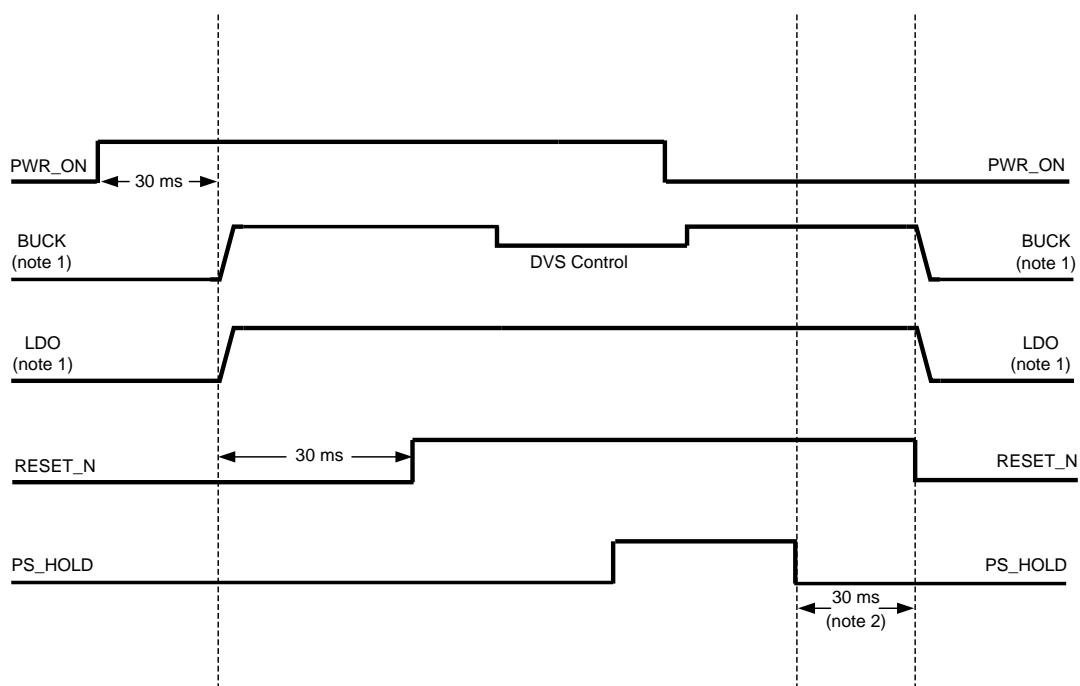 PWR_ON
30 ms
PWR_ON
BUCK
(note 1)
DVS Control
BUCK
(note 1)
LDO
(note 1)
LDO
(note 1)
RESET_N
30 ms
RESET_N
PS_HOLD
PS_HOLD
30 ms
(note 2)